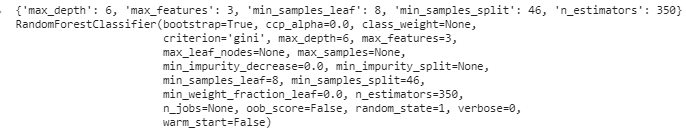 {'max_depth': 6, 'max_features': 3, 'min_samples_leaf': 8, 'min_samples_split': 46, 'n_estimators': 350}
RandomForestClassifier(bootstrap=True, ccp_alpha=0.0, class_weight=None,
criterion='gini', max_depth=6, max_features=3,
max_leaf_nodes=None, max_samples=None,
min_impurity_decrease=0.0, min_impurity_split=None,
min_samples_leaf=8, min_samples_split=46,
min_weight_fraction_leaf=0.0, n_estimators=350,
n_jobs=None, oob_score=False, random_state=1, verbose=0,
warm_start=False)